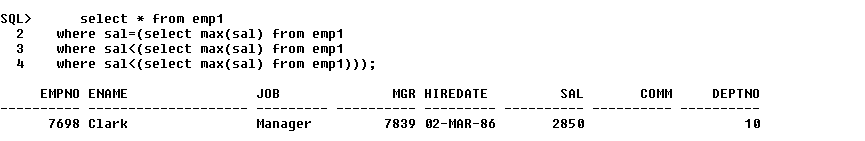 SQL> select * from emp1
2 where sal=(select max(sal) from emp1
3 where sal<(select max(sal) from emp1
4 where sal<(select max(sal) from emp1)));
EMPNO ENAME JOB MGR HIREDATE SAL COMM DEPTNO
---------- -------------------- --------- ---------- --------- ---------- ---------- ----------
7698 Clark Manager 7839 02-MAR-86 2850 10